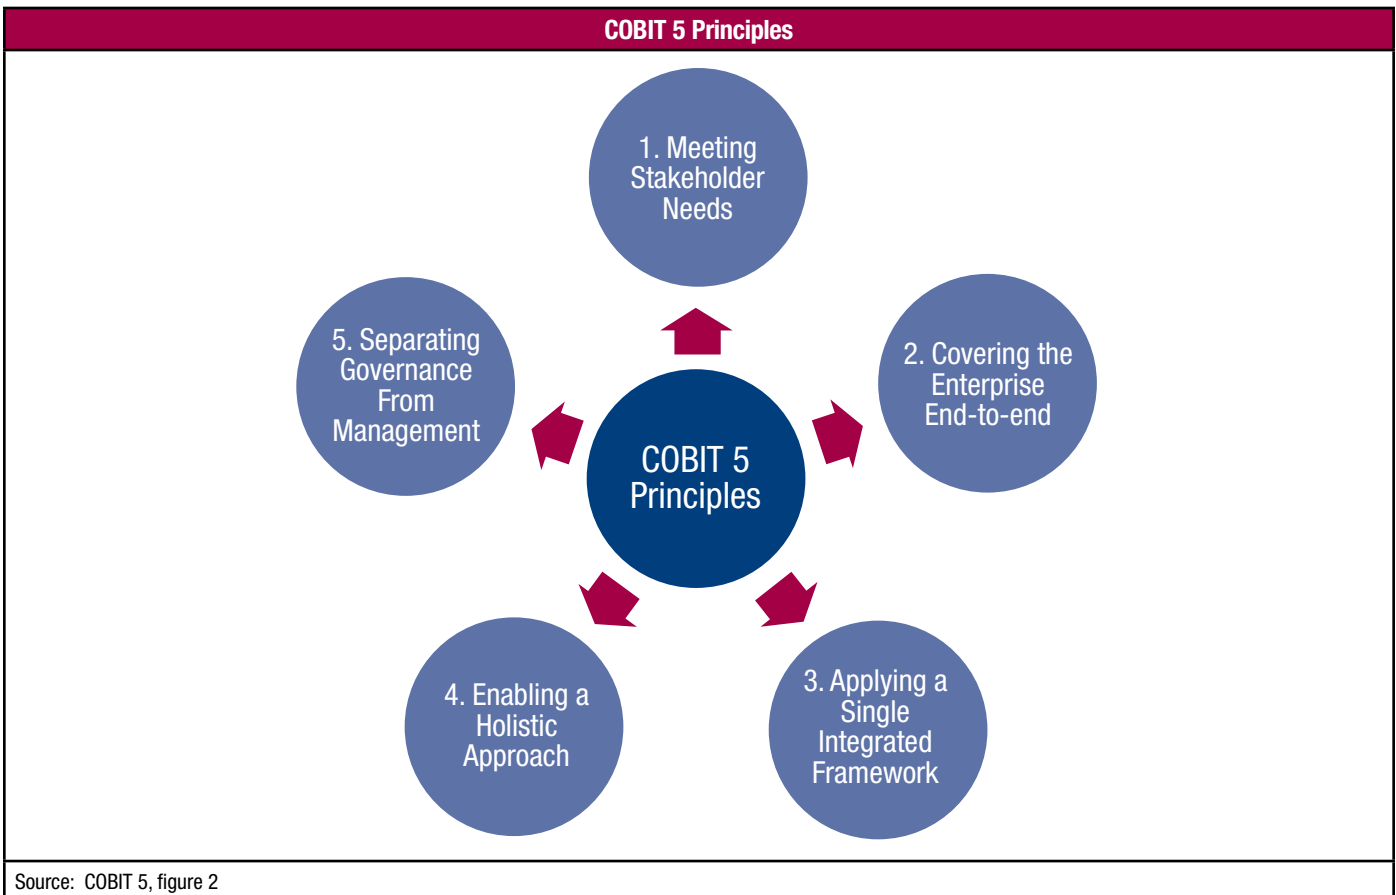 COBIT 5 Principles
1. Meeting
Stakeholder
Needs
2. Covering the
Enterprise
End-to-end
3. Applying a
Single
Integrated
Framework
4. Enabling a
Holistic
Approach
5. Separating
Governance
From
Management
COBIT 5
Principles
Source: COBIT 5, figure 2